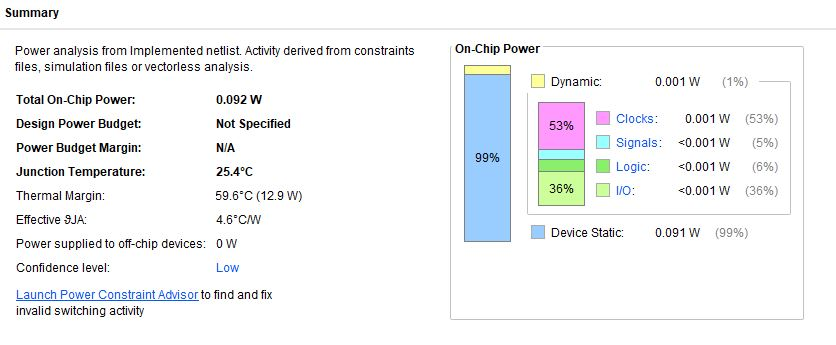 Summary
Power analysis from Implemented netlist. Activity derived from constraints
files, simulation files or vectorless analysis.
Total On-Chip Power: 0.092 W
Design Power Budget: Not Specified
Power Budget Margin: N/A
Junction Temperature: 25.4°C
Thermal Margin: 59.6°C (12.9 W)
Effective ϑJA: 4.6°C/W
Power supplied to off-chip devices: 0 W
Confidence level: Low
Launch Power Constraint Advisor to find and fix
invalid switching activity
On-Chip Power
Dynamic: 0.001 W (1%)
53%
Clocks: 0.001 W (53%)
Signals: <0.001 W (5%)
Logic: <0.001 W (6%)
36%
I/O: <0.001 W (36%)
99%
Device Static: 0.091 W (99%)